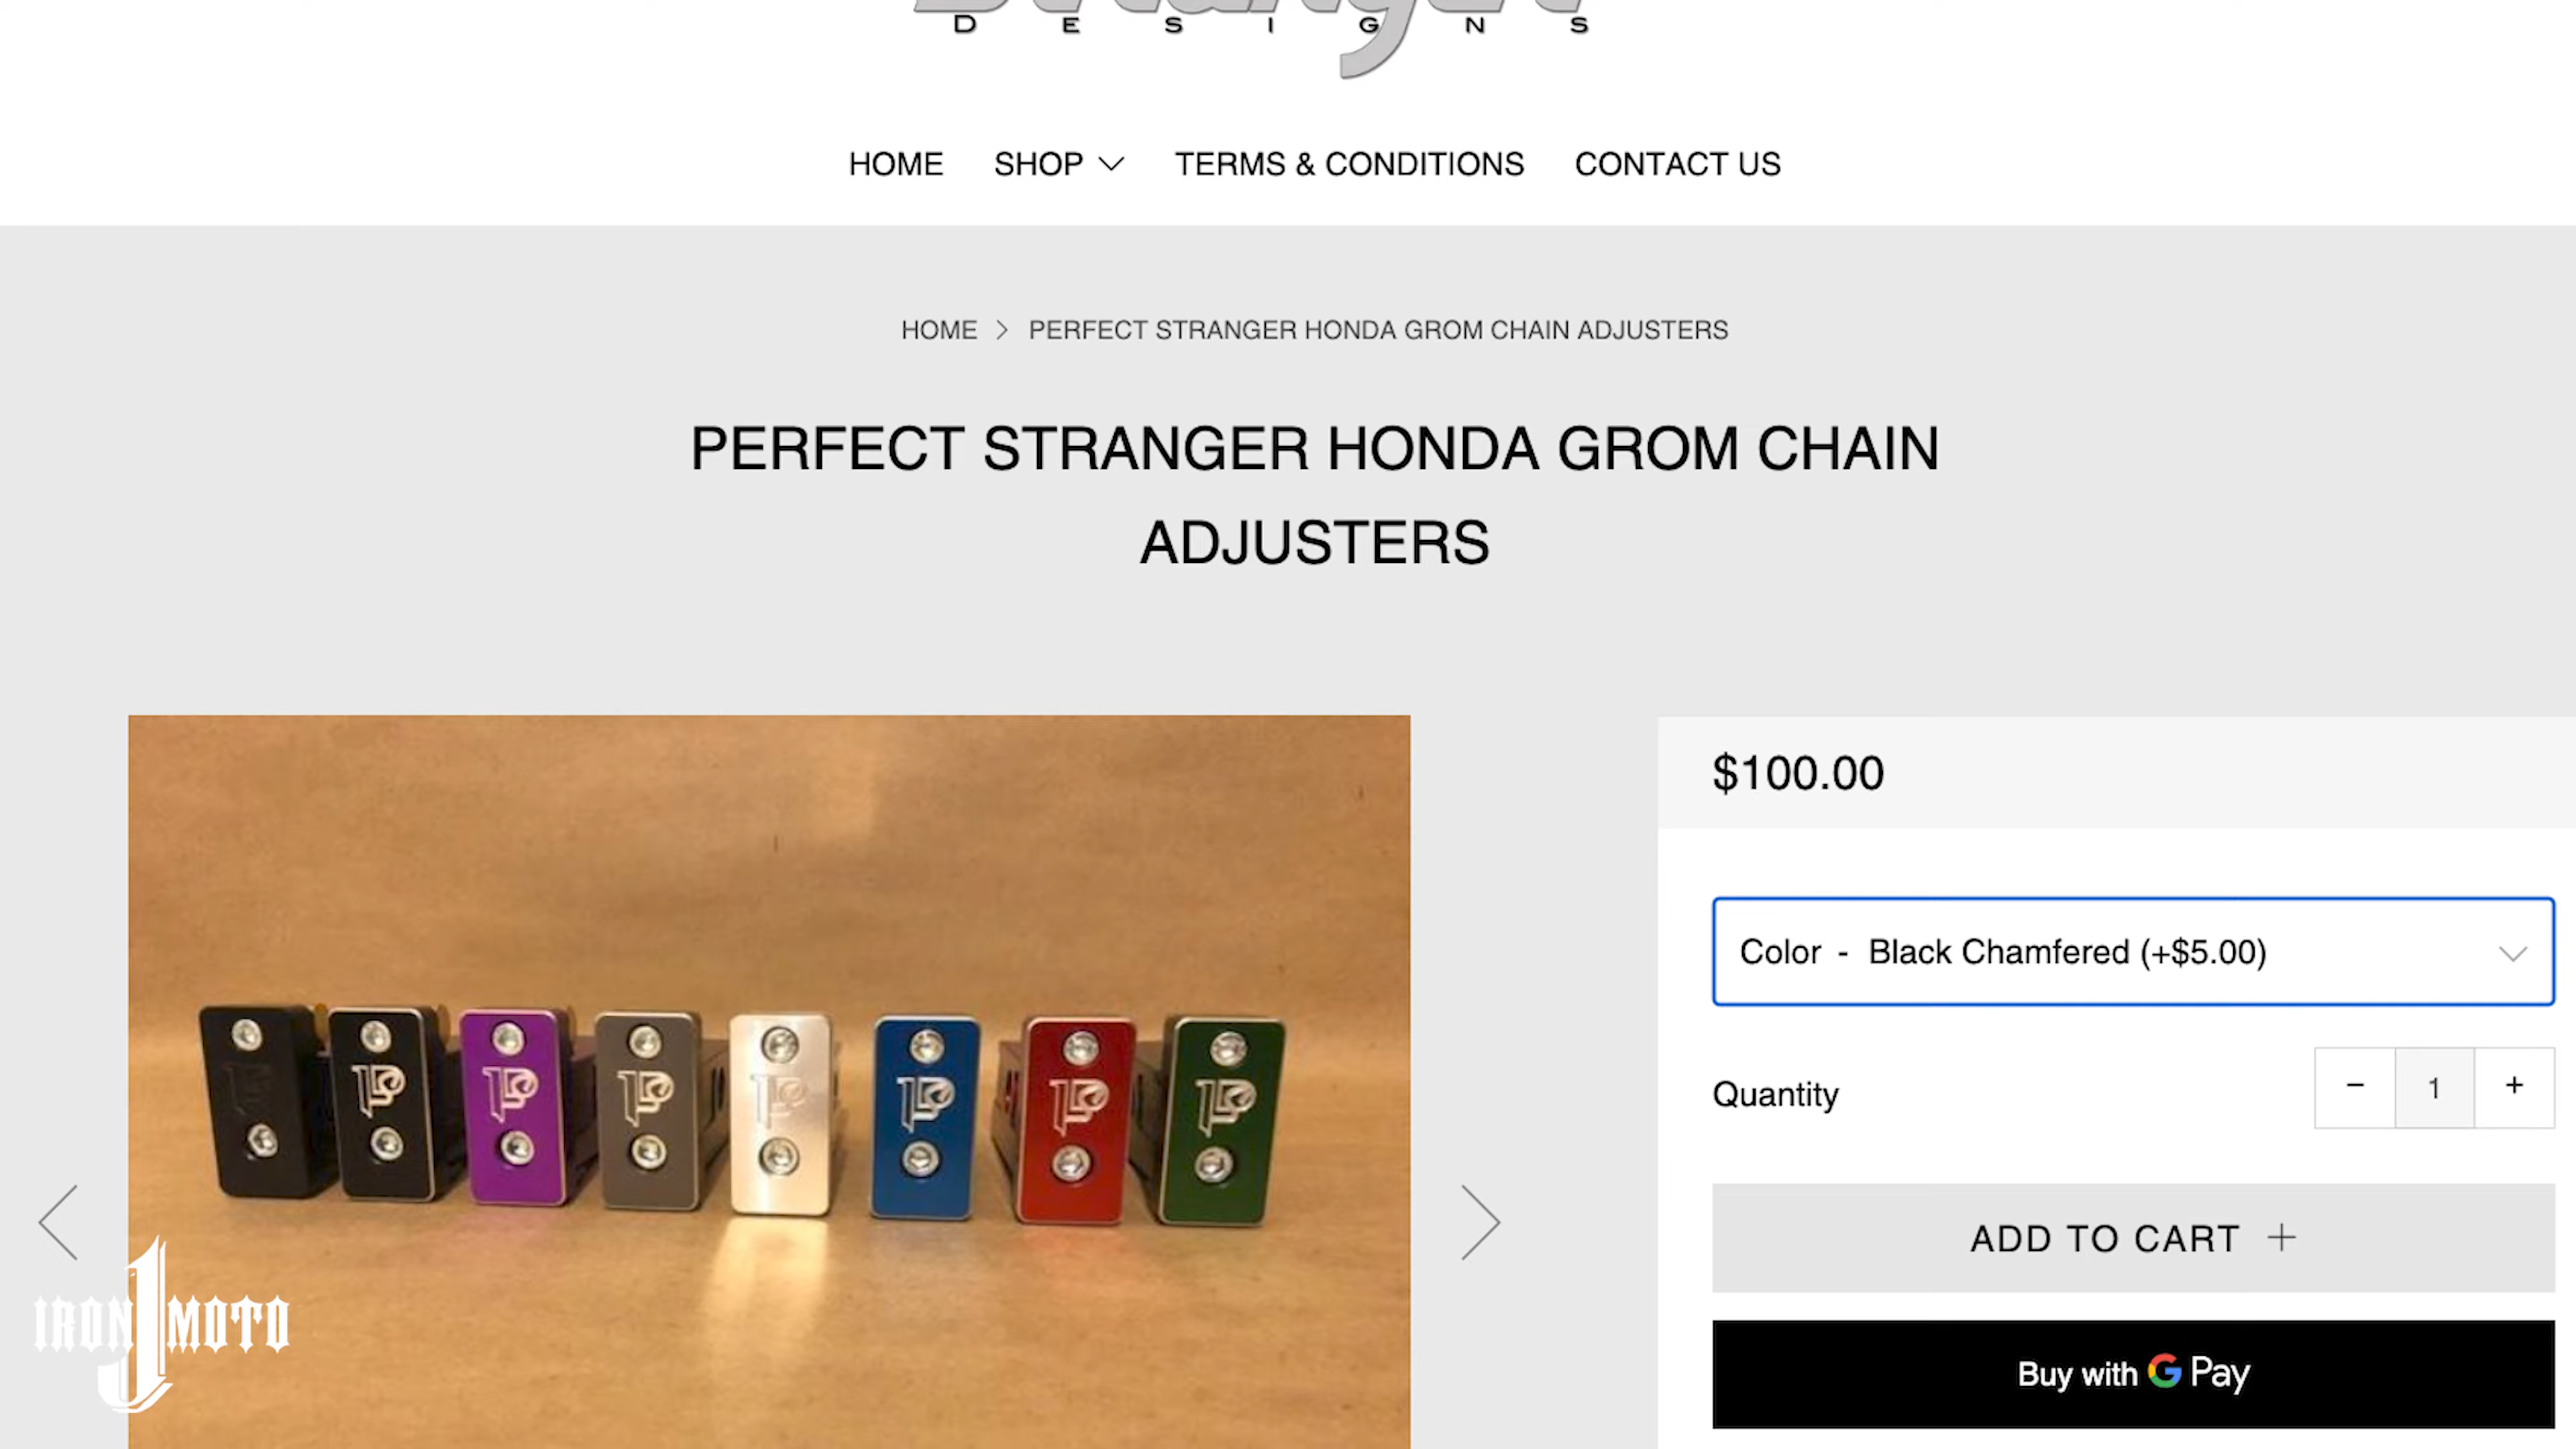 DESIGNS
HOME SHOP TERMS & CONDITIONS CONTACT US
HOME > PERFECT STRANGER HONDA GROM CHAIN ADJUSTERS
PERFECT STRANGER HONDA GROM CHAIN
ADJUSTERS
$100.00
Color - Black Chamfered (+$5.00)
Quantity
− 1 +
ADD TO CART +
Buy with G Pay
IRON J MOTO